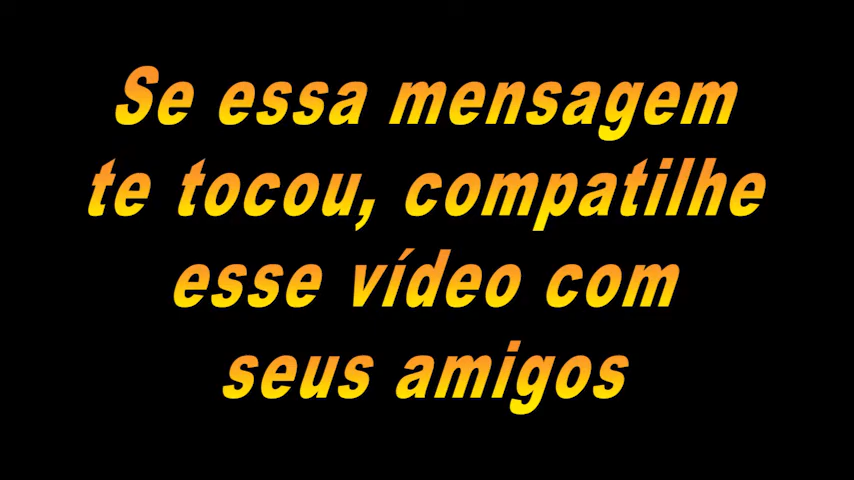 Se essa mensagem
te tocou, compatilhe
esse vídeo com
seus amigos